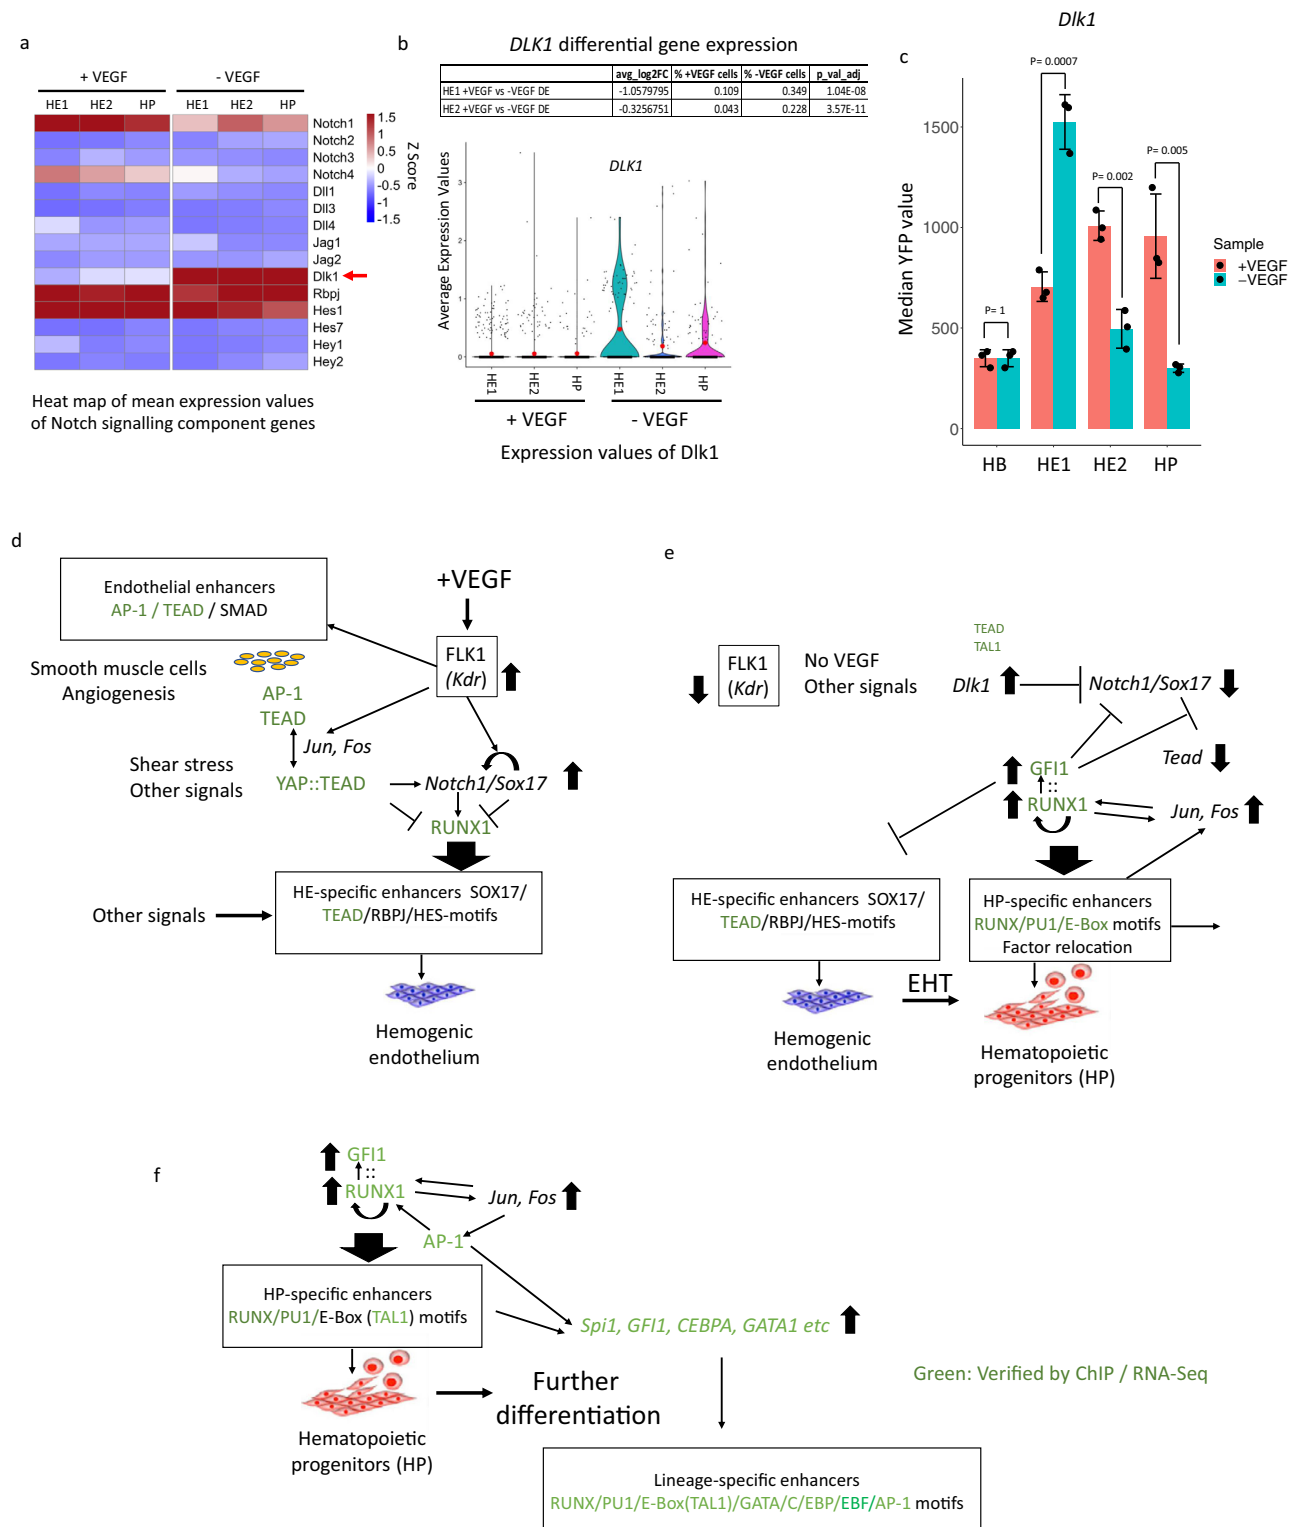 a
+ VEGF
- VEGF
HE1 HE2 HP HE1 HE2 HP
Notch1
Notch2
Notch3
Notch4
Dll1
Dll3
Dll4
Jag1
Jag2
Dlk1
Rbpj
Hes1
Hes7
Hey1
Hey2
1.5
1
0.5
0
-0.5
-1
-1.5
Z Score
Heat map of mean expression values
of Notch signalling component genes
b
DLK1 differential gene expression
avg_log2FC % +VEGF cells % -VEGF cells p_val_adj
HE1 +VEGF vs -VEGF DE -1.0579795 0.109 0.349 1.04E-08
HE2 +VEGF vs -VEGF DE -0.3256751 0.043 0.228 3.57E-11
DLK1
Average Expression Values
3
2
1
0
HE1 HE2 HP HE1 HE2 HP
+ VEGF
- VEGF
Expression values of Dlk1
c
Dlk1
P= 0.0007
P= 0.005
P= 0.002
P= 1
Median YFP value
1500
1000
500
0
HB HE1 HE2 HP
Sample
+VEGF
−VEGF
d
Endothelial enhancers
AP-1 / TEAD / SMAD
+VEGF
FLK1
(Kdr)
Smooth muscle cells
Angiogenesis
AP-1
TEAD
Jun, Fos
Shear stress
Other signals
YAP::TEAD
Notch1/Sox17
RUNX1
Other signals
HE-specific enhancers SOX17/
TEAD/RBPJ/HES-motifs
Hemogenic
endothelium
e
FLK1
(Kdr)
No VEGF
Other signals
TEAD
TAL1
Dlk1
Notch1/Sox17
Tead
GFI1
::
RUNX1
Jun, Fos
HE-specific enhancers SOX17/
TEAD/RBPJ/HES-motifs
HP-specific enhancers
RUNX/PU1/E-Box motifs
Factor relocation
EHT
Hemogenic
endothelium
Hematopoietic
progenitors (HP)
f
GFI1
::
RUNX1
Jun, Fos
AP-1
HP-specific enhancers
RUNX/PU1/E-Box (TAL1) motifs
Spi1, GFI1, CEBPA, GATA1 etc
Green: Verified by ChIP / RNA-Seq
Further
differentiation
Hematopoietic
progenitors (HP)
Lineage-specific enhancers
RUNX/PU1/E-Box(TAL1)/GATA/C/EBP/EBF/AP-1 motifs